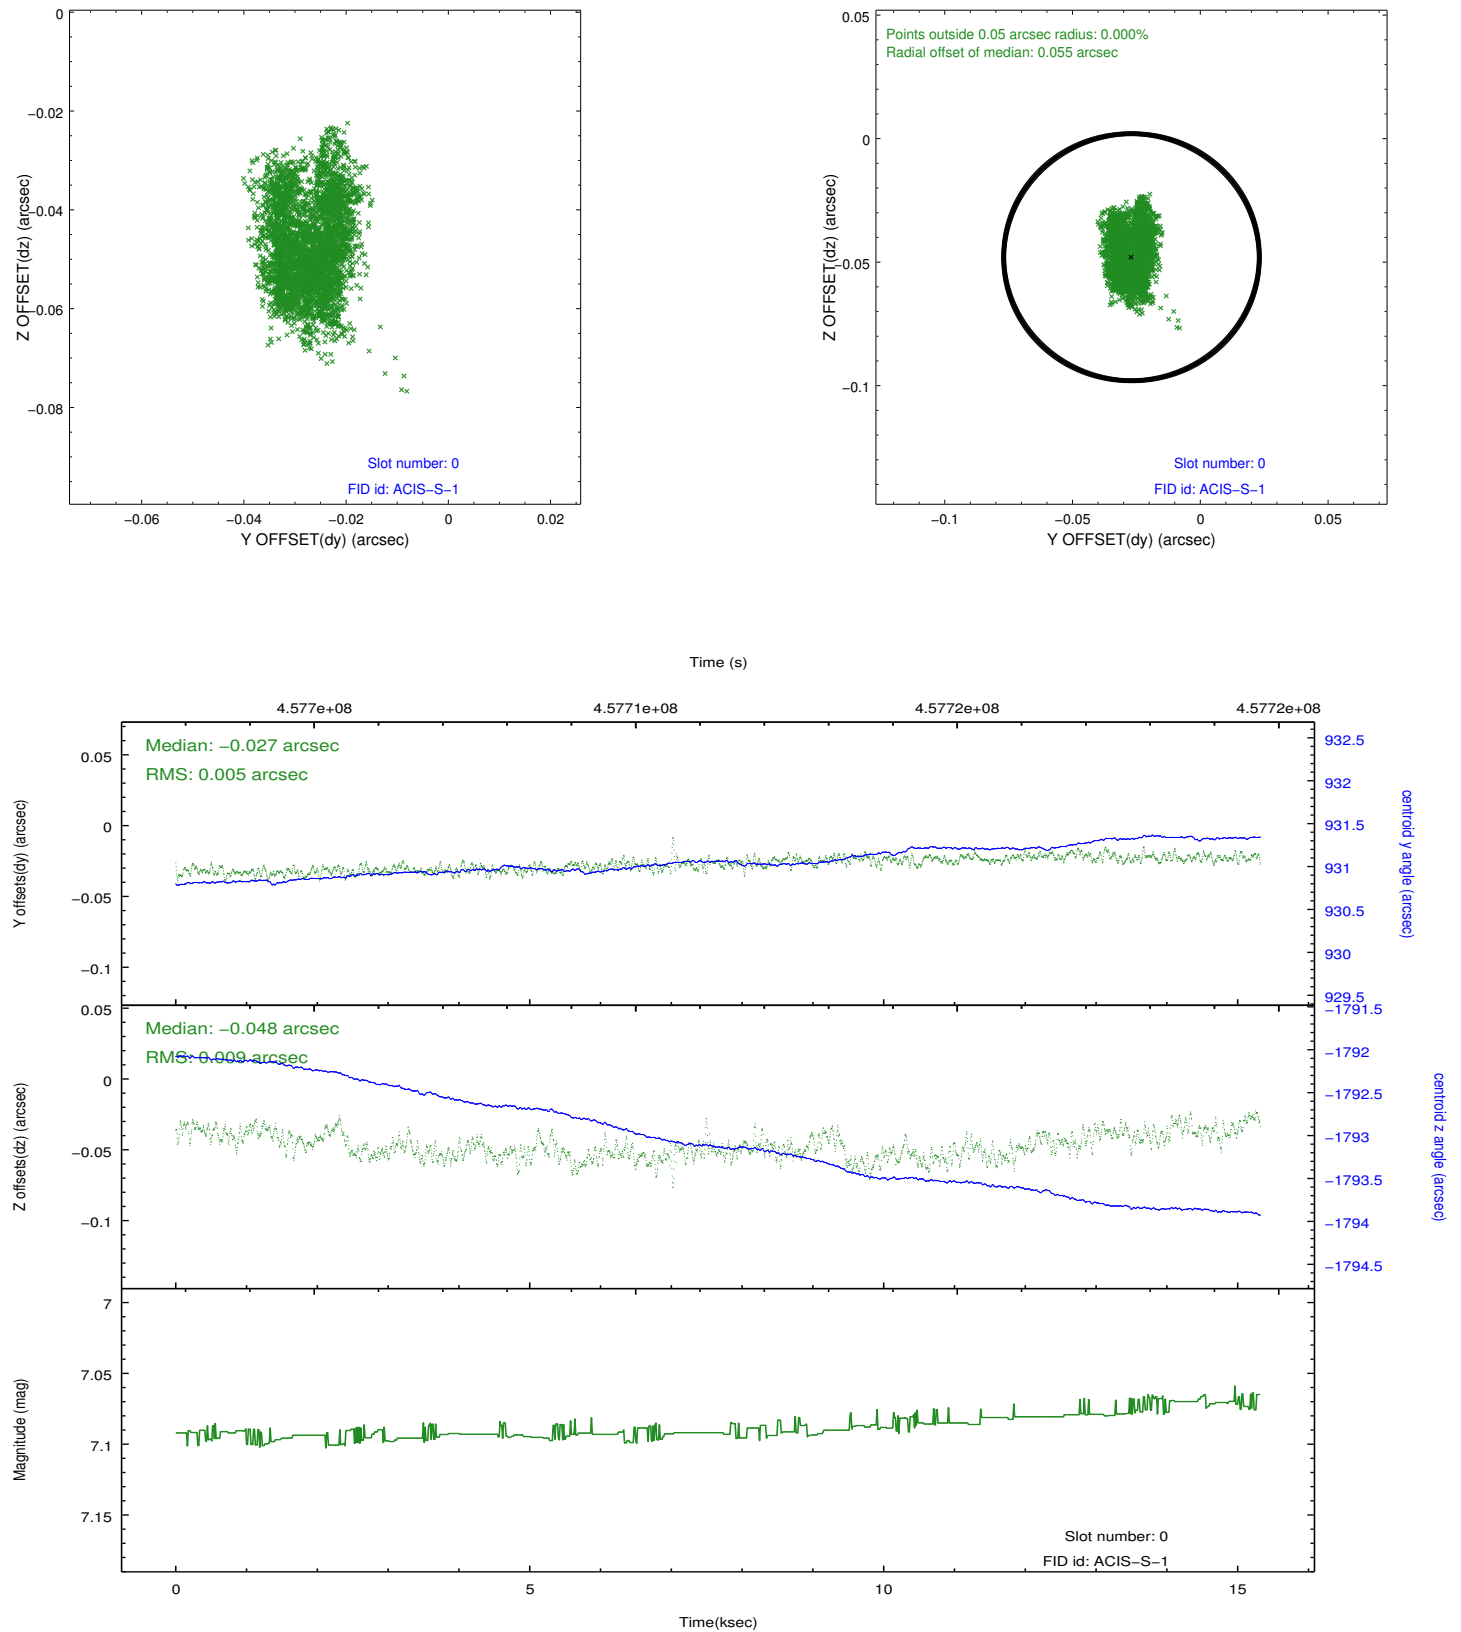 0
−0.02
−0.04
−0.06
−0.08
Z OFFSET(dz) (arcsec)
Slot number: 0
FID id: ACIS−S−1
−0.06 −0.04 −0.02 0 0.02
Y OFFSET(dy) (arcsec)
0.05
0
−0.05
−0.1
Z OFFSET(dz) (arcsec)
Points outside 0.05 arcsec radius: 0.000%
Radial offset of median: 0.055 arcsec
Slot number: 0
FID id: ACIS−S−1
−0.1 −0.05 0 0.05
Y OFFSET(dy) (arcsec)
Time (s)
4.577e+08 4.5771e+08 4.5772e+08 4.5772e+08
Median: −0.027 arcsec
RMS: 0.005 arcsec
0.05
0
−0.05
−0.1
Y offsets(dy) (arcsec)
932.5
932
931.5
931
930.5
930
929.5
centroid y angle (arcsec)
Median: −0.048 arcsec
RMS: 0.009 arcsec
0.05
0
−0.05
−0.1
Z offsets(dz) (arcsec)
−1791.5
−1792
−1792.5
−1793
−1793.5
−1794
−1794.5
centroid z angle (arcsec)
7
7.05
7.1
7.15
Magnitude (mag)
Slot number: 0
FID id: ACIS−S−1
0 5 10 15
Time(ksec)